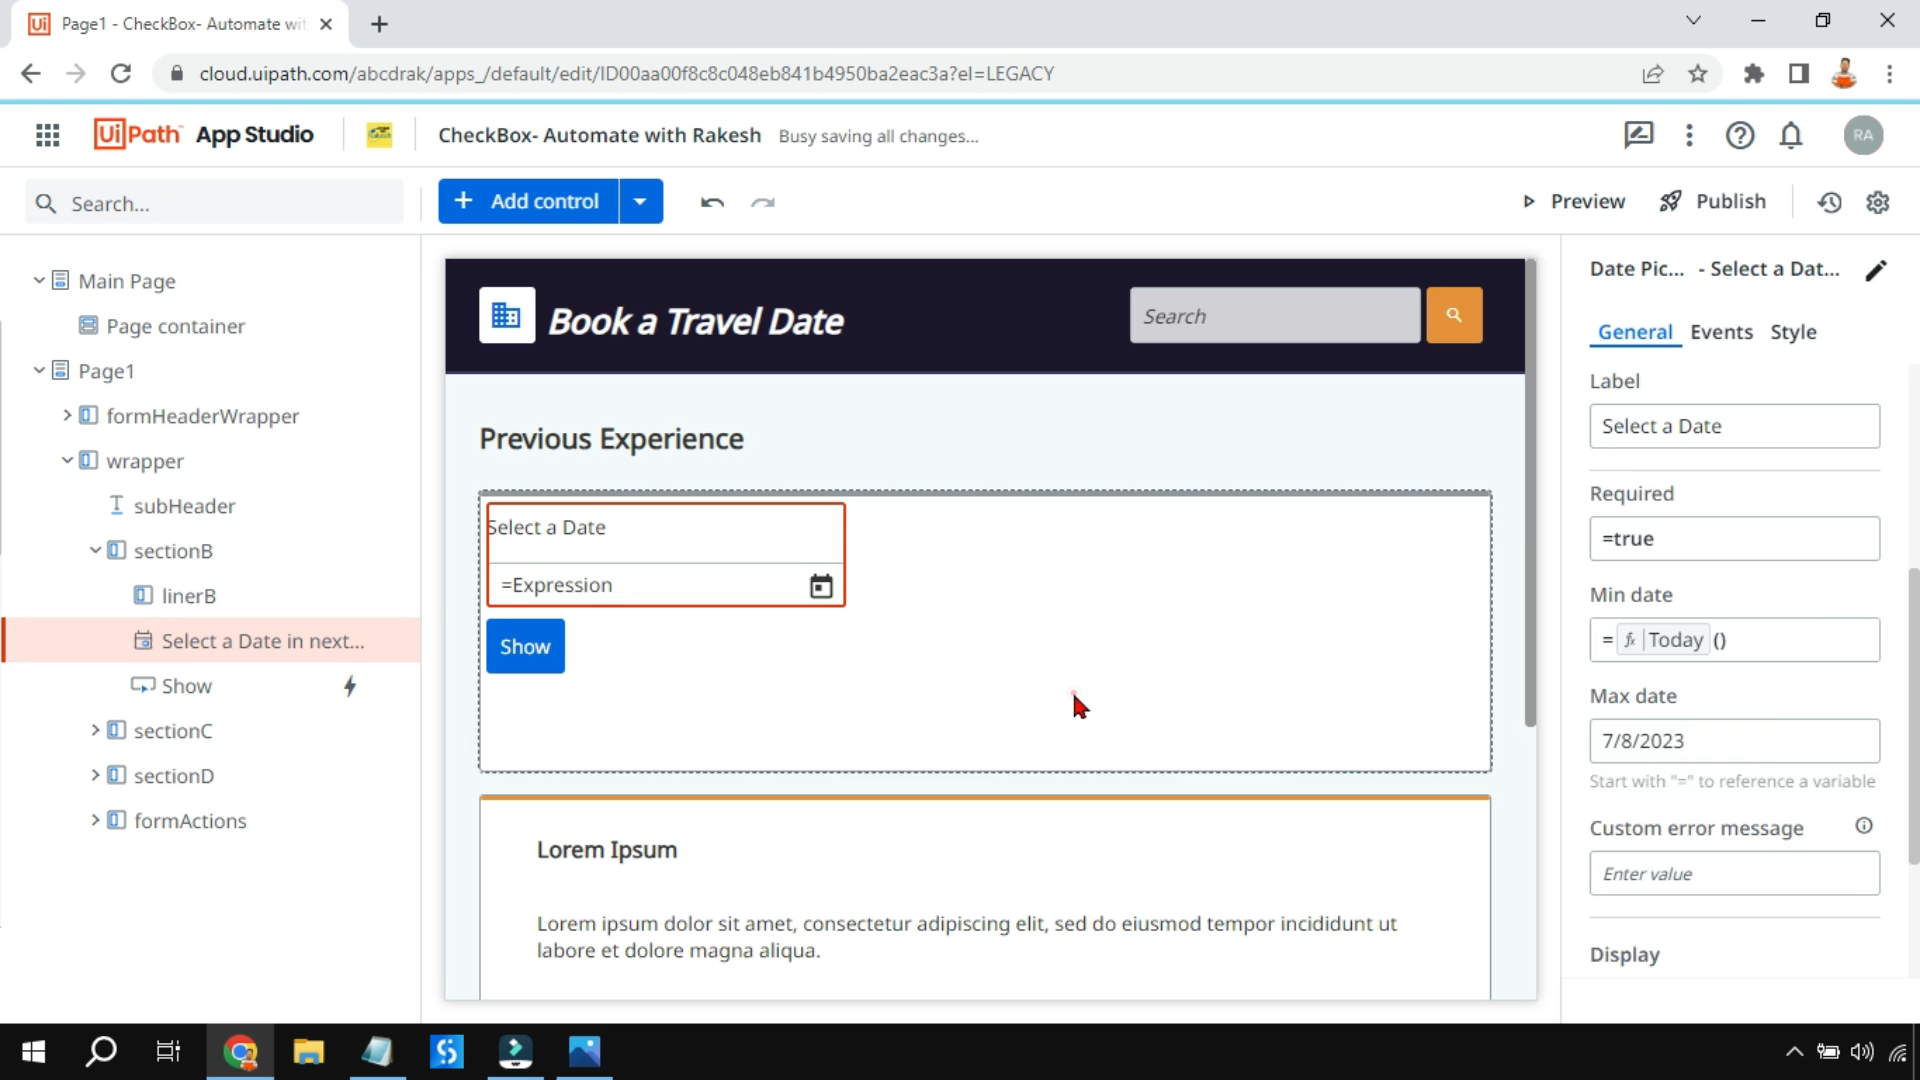 Page1 - CheckBox- Automate wit
cloud.uipath.com/abcdrak/apps_/default/edit/ID00aa00f8c8c048eb841b4950ba2eac3a?el=LEGACY
UiPath App Studio
CheckBox- Automate with Rakesh Busy saving all changes...
RA
Search...
+ Add control
Preview
Publish
Main Page
Page container
Page1
formHeaderWrapper
wrapper
subHeader
sectionB
linerB
Select a Date in next...
Show
sectionC
sectionD
formActions
Book a Travel Date
Search
Previous Experience
Select a Date
=Expression
Show
Lorem Ipsum
Lorem ipsum dolor sit amet, consectetur adipiscing elit, sed do eiusmod tempor incididunt ut
labore et dolore magna aliqua.
Date Pic... - Select a Dat...
General Events Style
Label
Select a Date
Required
=true
Min date
= fx Today ()
Max date
7/8/2023
Start with "=" to reference a variable
Custom error message
Enter value
Display